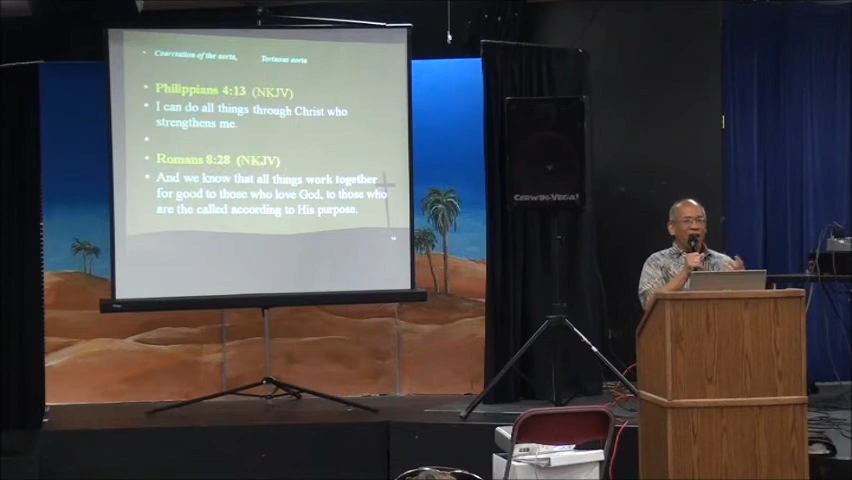 Coarctation of the aorta, Tortuous aorta
Philippians 4:13 (NKJV)
I can do all things through Christ who
strengthens me.
Romans 8:28 (NKJV)
And we know that all things work together
for good to those who love God, to those who
are the called according to His purpose.
CERWIN-VEGA!